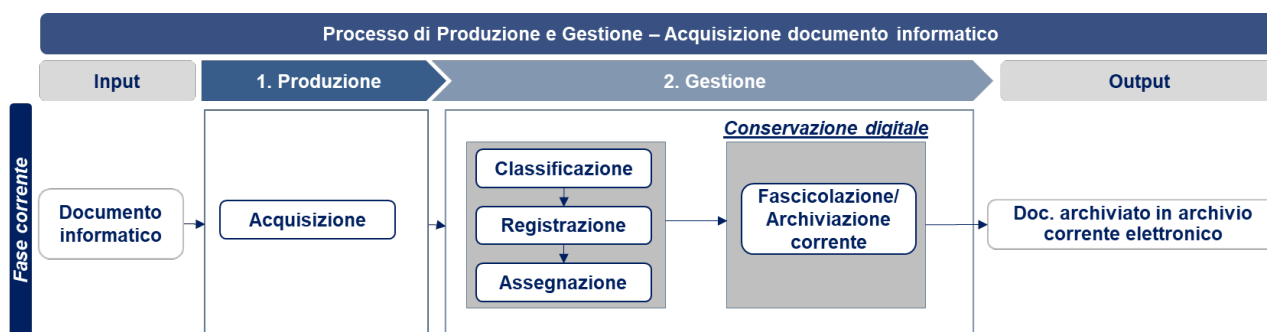 Processo di Produzione e Gestione – Acquisizione documento informatico
Input
1. Produzione
2. Gestione
Output
Fase corrente
Documento
informatico
Acquisizione
Classificazione
Registrazione
Assegnazione
Conservazione digitale
Fascicolazione/
Archiviazione
corrente
Doc. archiviato in archivio
corrente elettronico